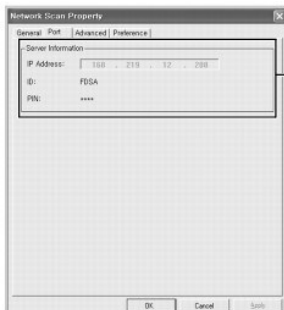 Network Scan Property
General Port Advanced Preference
Server Information
IP Address: 168 . 219 . 12 . 200
ID: FDSA
PIN: ****
OK Cancel Apply